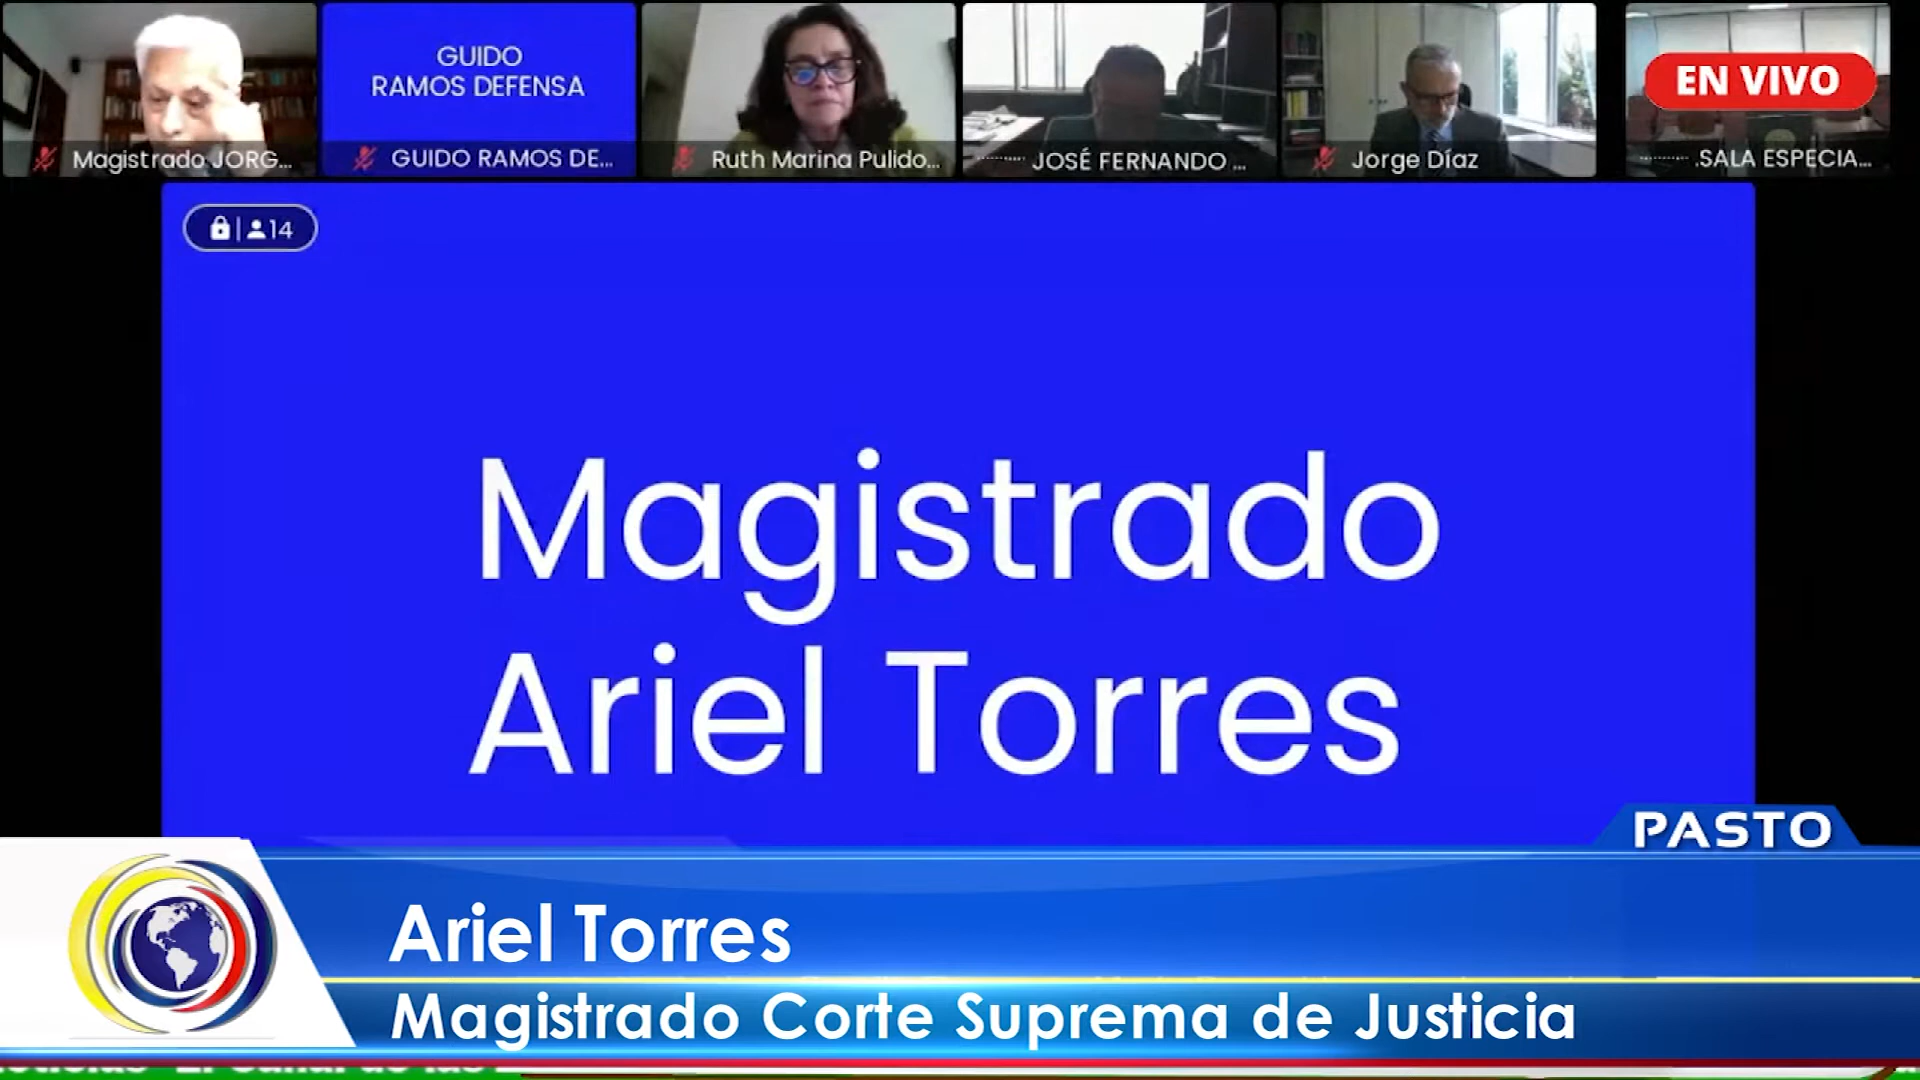 GUIDO
RAMOS DEFENSA
EN VIVO
Magistrado JORG...
GUIDO RAMOS DE...
Ruth Marina Pulido...
JOSÉ FERNANDO ...
Jorge Díaz
.SALA ESPECIA...
14
Magistrado
Ariel Torres
PASTO
Ariel Torres
Magistrado Corte Suprema de Justicia